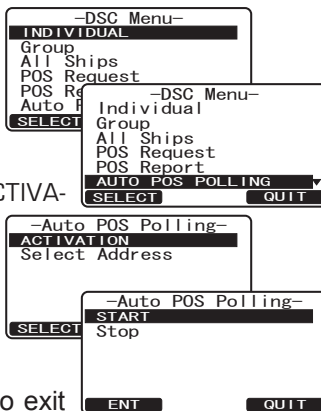 -DSC Menu-
INDIVIDUAL
Group
All Ships
POS Request
POS Re
Auto
SELECT
-DSC Menu-
Individual
Group
All Ships
POS Request
POS Report
AUTO POS POLLING
SELECT QUIT
CTIVA-
-Auto POS Polling-
ACTIVATION
Select Address
SELECT
-Auto POS Polling-
START
Stop
ENT QUIT
o exit